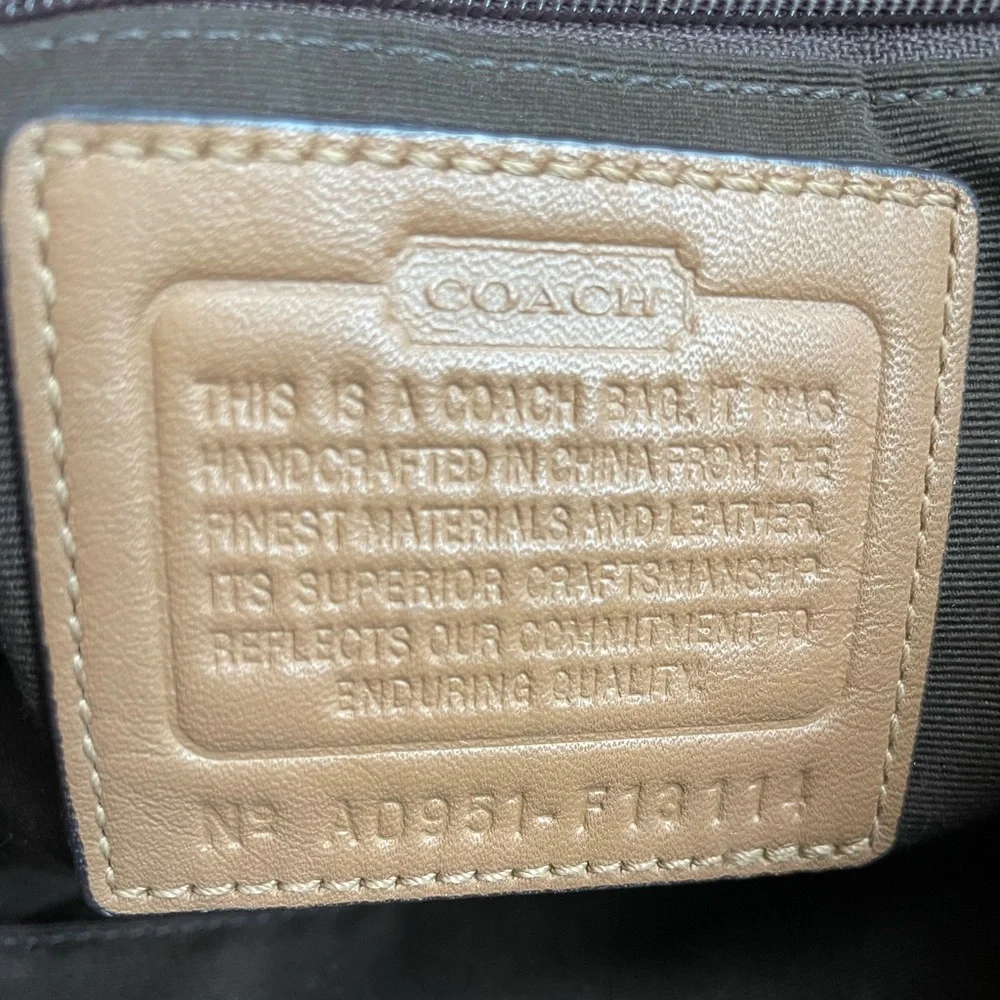 COACH
THIS IS A COACH BAG. IT WAS
HANDCRAFTED IN CHINA FROM THE
FINEST MATERIALS AND LEATHER.
ITS SUPERIOR CRAFTSMANSHIP
REFLECTS OUR COMMITMENT TO
ENDURING QUALITY.
Nº A0951-F13114